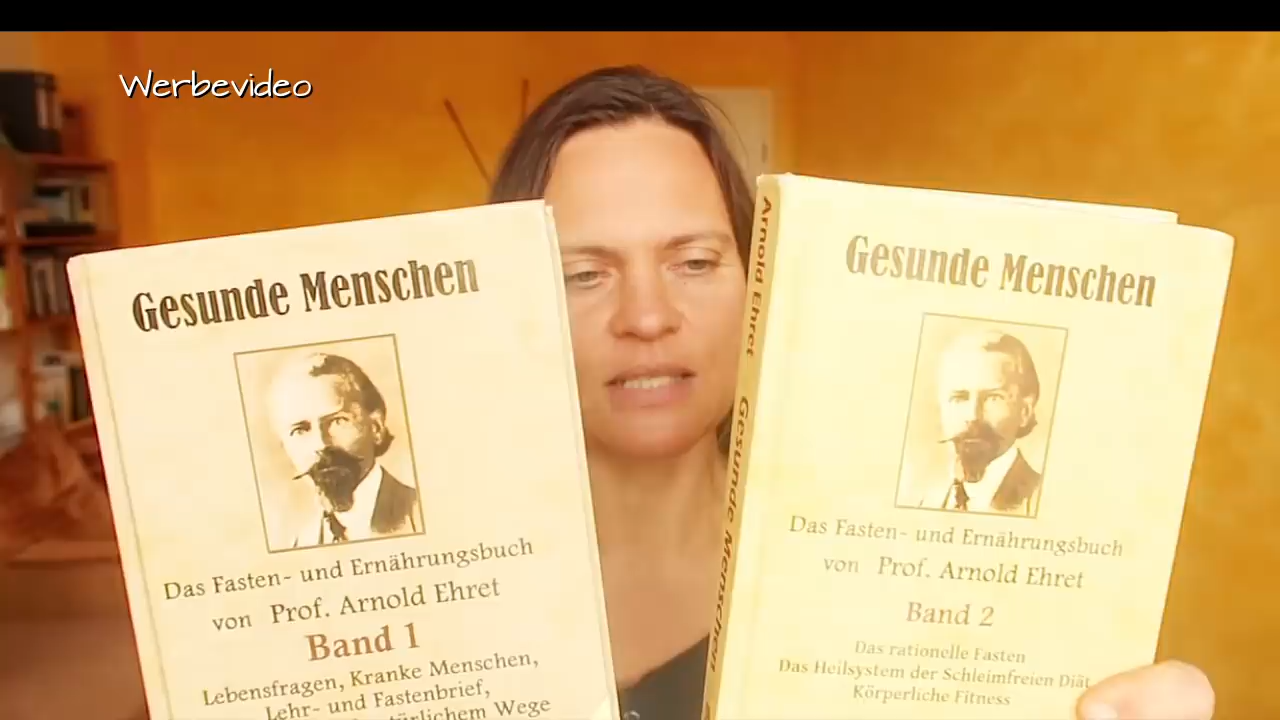 Werbevideo
Gesunde Menschen
Das Fasten- und Ernährungsbuch
von Prof. Arnold Ehret
Band 1
Lebensfragen, Kranke Menschen,
Lehr- und Fastenbrief,
Wege
Arnold Ehret Gesunde Menschen
Gesunde Menschen
Das Fasten- und Ernährungsbuch
von Prof. Arnold Ehret
Band 2
Das rationelle Fasten
Das Heilsystem der Schleimfreien Diät
Körperliche Fitness